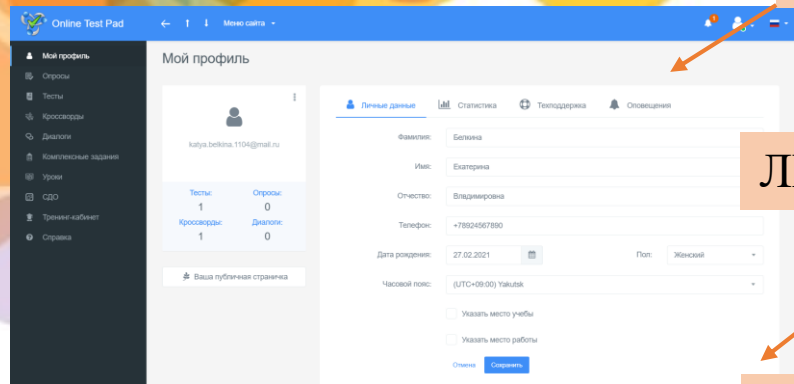 Online Test Pad
Меню сайта
Мой профиль
Опросы
Тесты
Кроссворды
Диалоги
Комплексные задания
Уроки
СДО
Тренинг-кабинет
Справка
Мой профиль
katya.belkina.1104@mail.ru
Тесты: Опросы:
1 0
Кроссворды: Диалоги:
1 0
Ваша публичная страничка
Личные данные Статистика Техподдержка Оповещения
Фамилия: Белкина
Имя: Екатерина
Отчество: Владимировна
Телефон: +78924567890
Дата рождения: 27.02.2021 Пол: Женский
Часовой пояс: (UTC+09:00) Yakutsk
Указать место учебы
Указать место работы
Отмена Сохранить